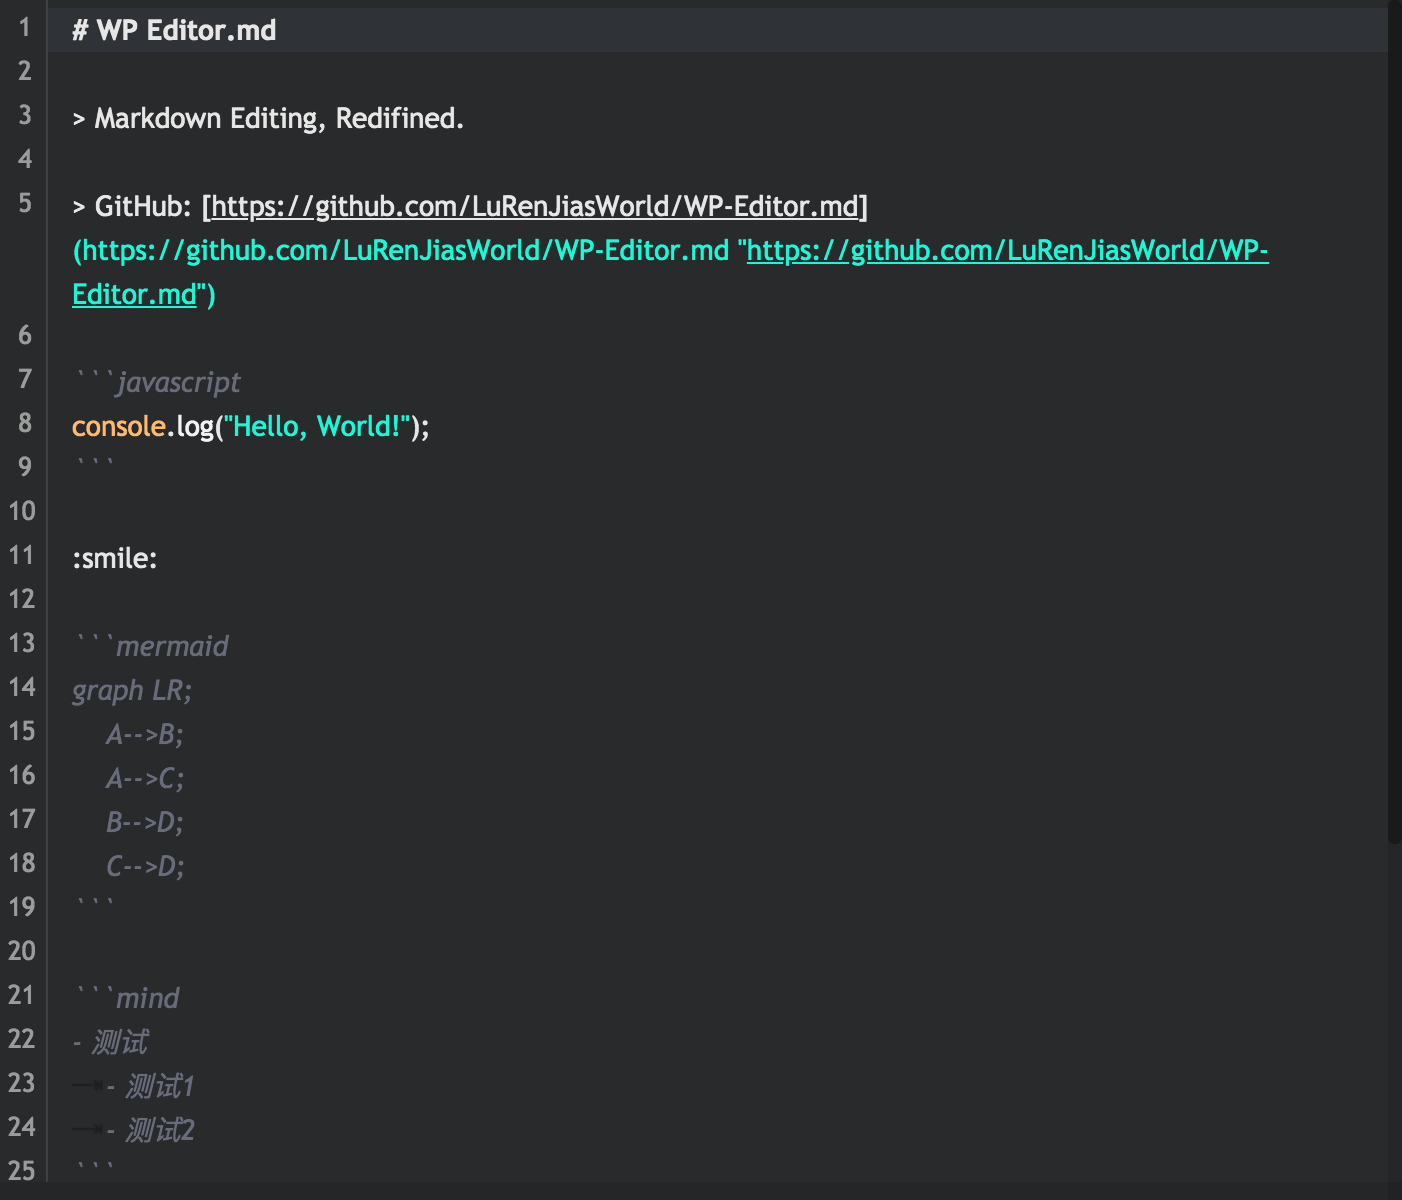 1 # WP Editor.md
2
3 > Markdown Editing, Redifined.
4
5 > GitHub: [https://github.com/LuRenJiasWorld/WP-Editor.md]
(https://github.com/LuRenJiasWorld/WP-Editor.md "https://github.com/LuRenJiasWorld/WP-
Editor.md")
6
7 ```javascript
8 console.log("Hello, World!");
9 ```
10
11 :smile:
12
13 ```mermaid
14 graph LR;
15     A-->B;
16     A-->C;
17     B-->D;
18     C-->D;
19 ```
20
21 ```mind
22 - 测试
23 	- 测试1
24 	- 测试2
25 ```